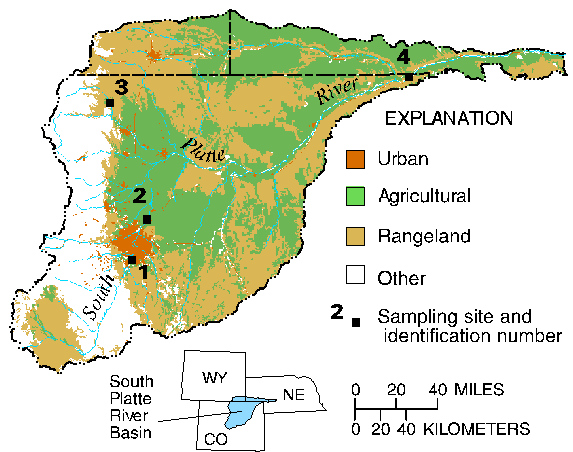 4
3
River
EXPLANATION
Platte
Urban
Agricultural
2
Rangeland
1
Other
South
2 Sampling site and
identification number
WY
NE
South
Platte
River
Basin
CO
0 20 40 MILES
0 20 40 KILOMETERS